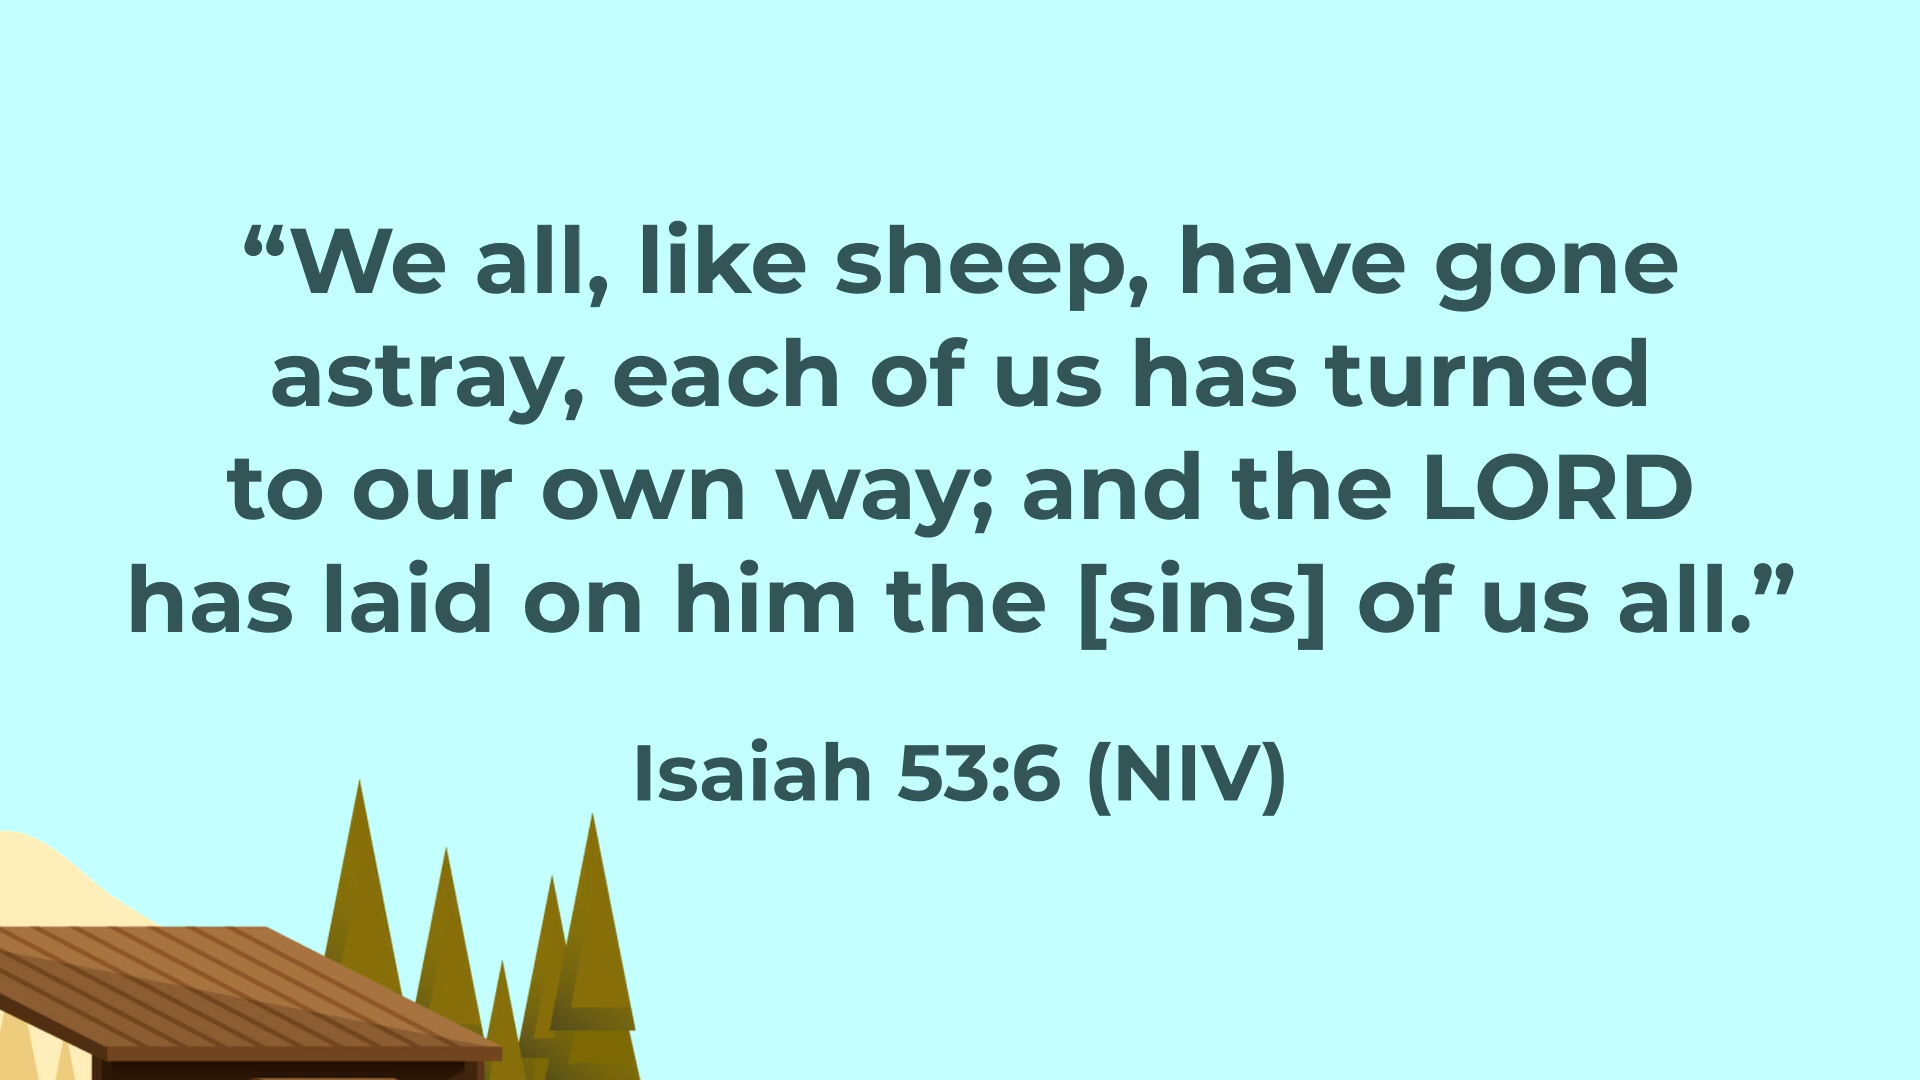 “We all, like sheep, have gone
astray, each of us has turned
to our own way; and the LORD
has laid on him the [sins] of us all.”
Isaiah 53:6 (NIV)